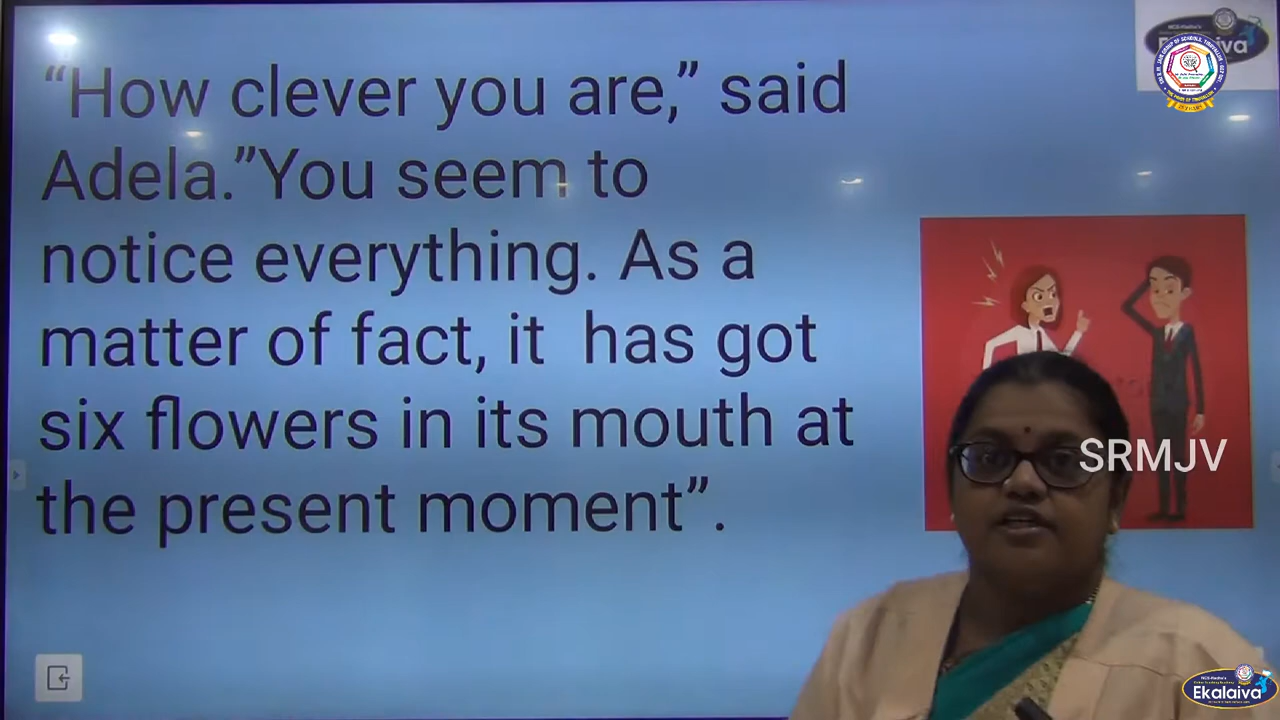 “How clever you are,” said
Adela.”You seem to
notice everything. As a
matter of fact, it has got
six flowers in its mouth at
the present moment”.
SRMJV
Ekalaiva